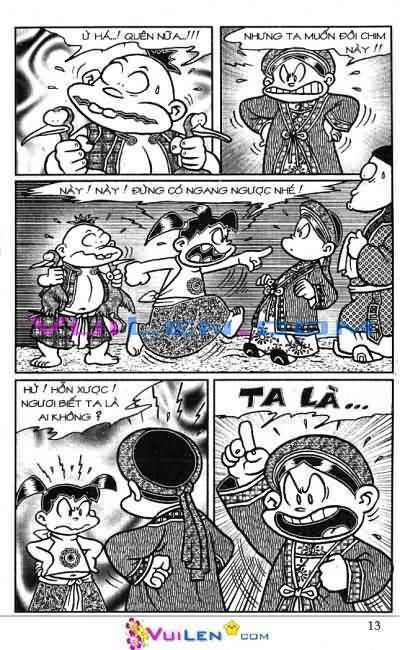 Ừ HÁ...! QUÊN NỮA...!!!
NHƯNG TA MUỐN ĐỔI CHIM
NÀY !!
NÀY ! NÀY ! ĐỪNG CÓ NGANG NGƯỢC NHÉ !
VUILEN.COM
HỪ ! HỖN XƯỢC !
NGƯƠI BIẾT TA LÀ
AI KHÔNG ?
TA LÀ...
13
VUILEN.COM